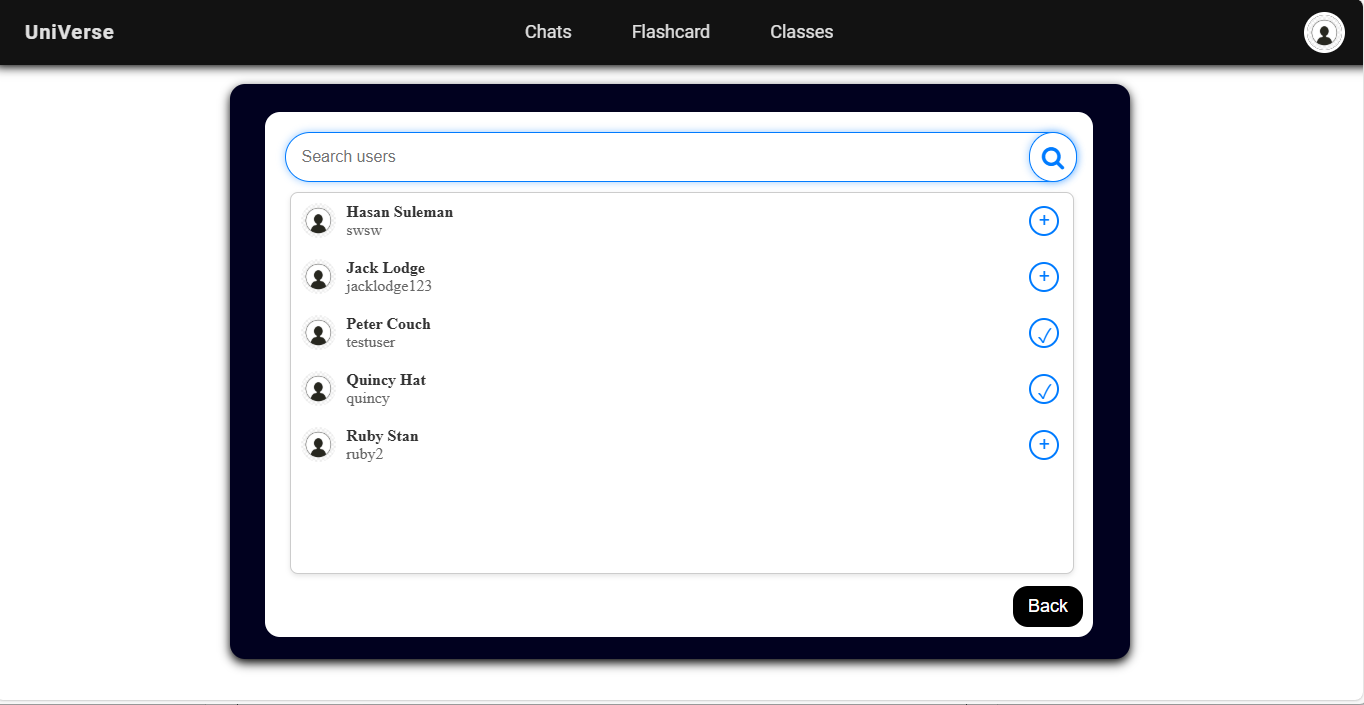 UniVerse
Chats
Flashcard
Classes
Search users
Hasan Suleman
swsw
+
Jack Lodge
jacklodge123
+
Peter Couch
testuser
✓
Quincy Hat
quincy
✓
Ruby Stan
ruby2
+
Back